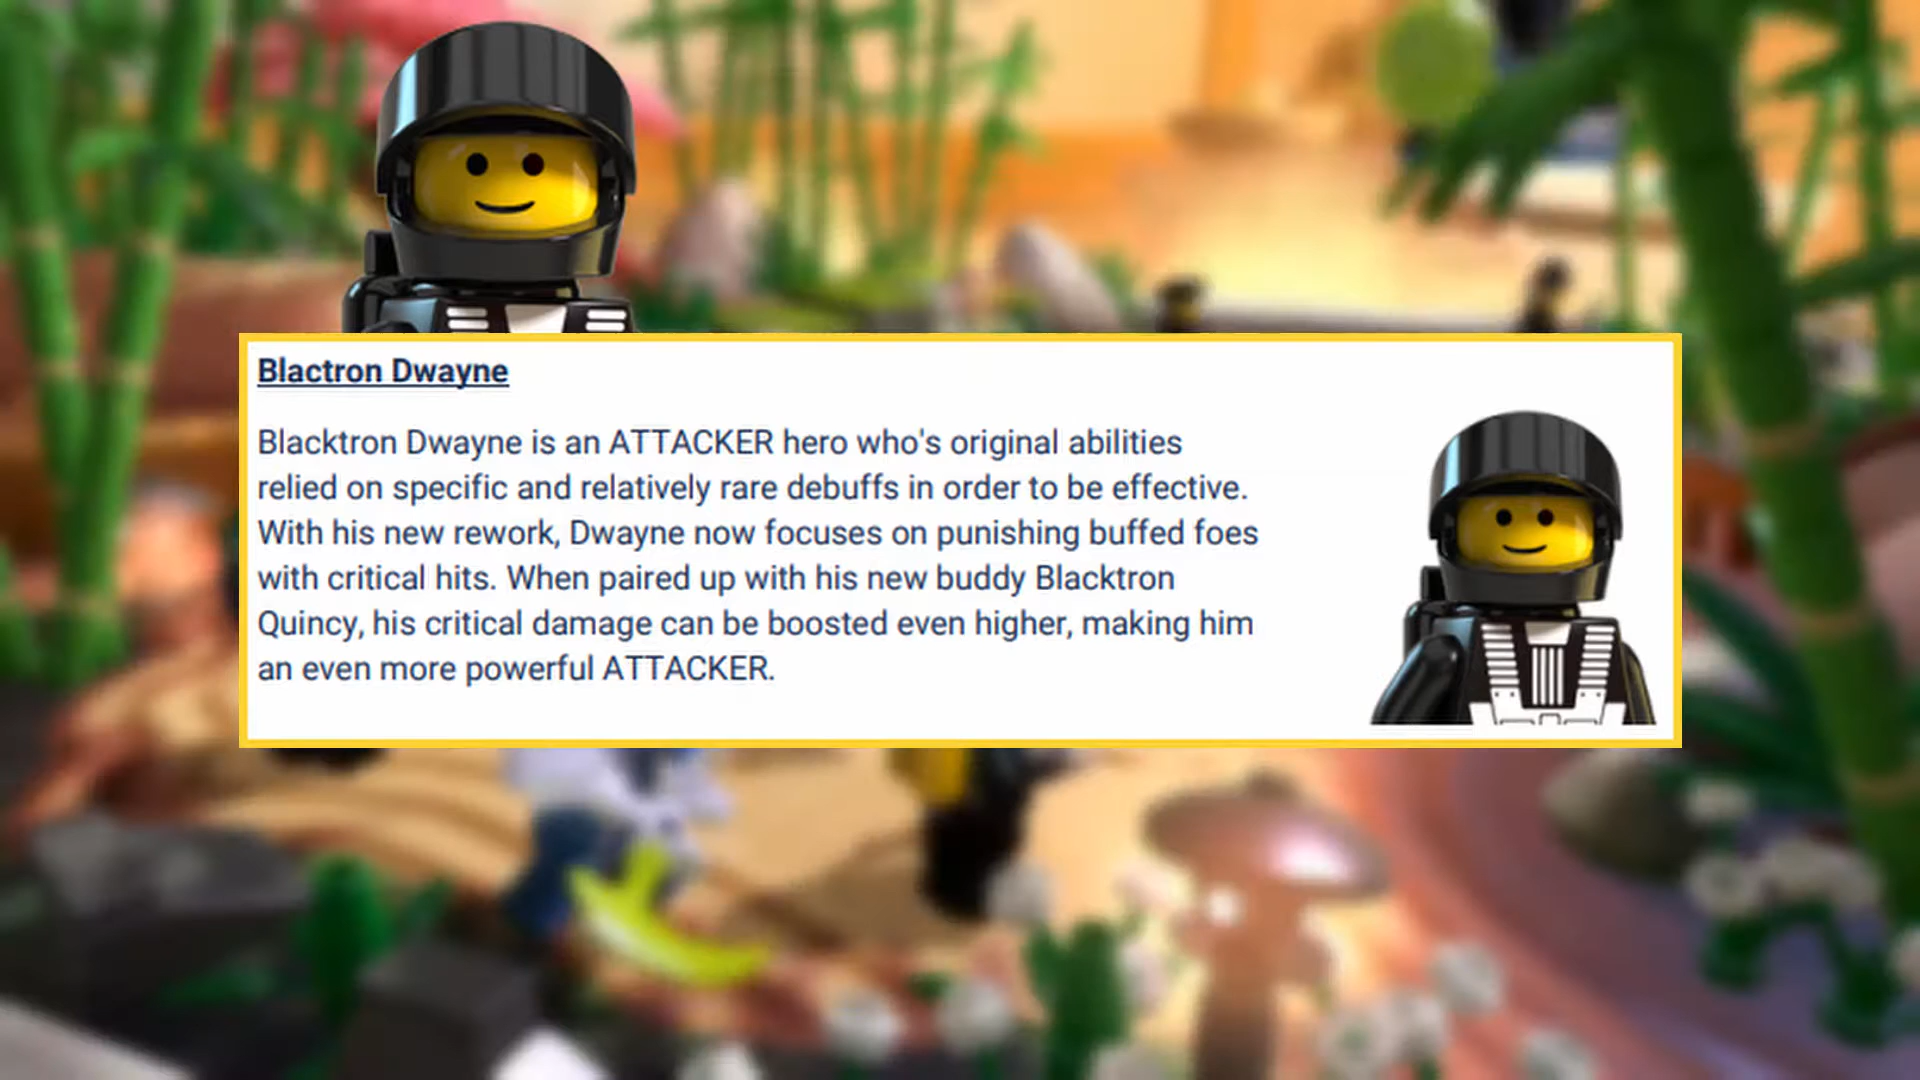 Blactron Dwayne
Blacktron Dwayne is an ATTACKER hero who's original abilities
relied on specific and relatively rare debuffs in order to be effective.
With his new rework, Dwayne now focuses on punishing buffed foes
with critical hits. When paired up with his new buddy Blacktron
Quincy, his critical damage can be boosted even higher, making him
an even more powerful ATTACKER.